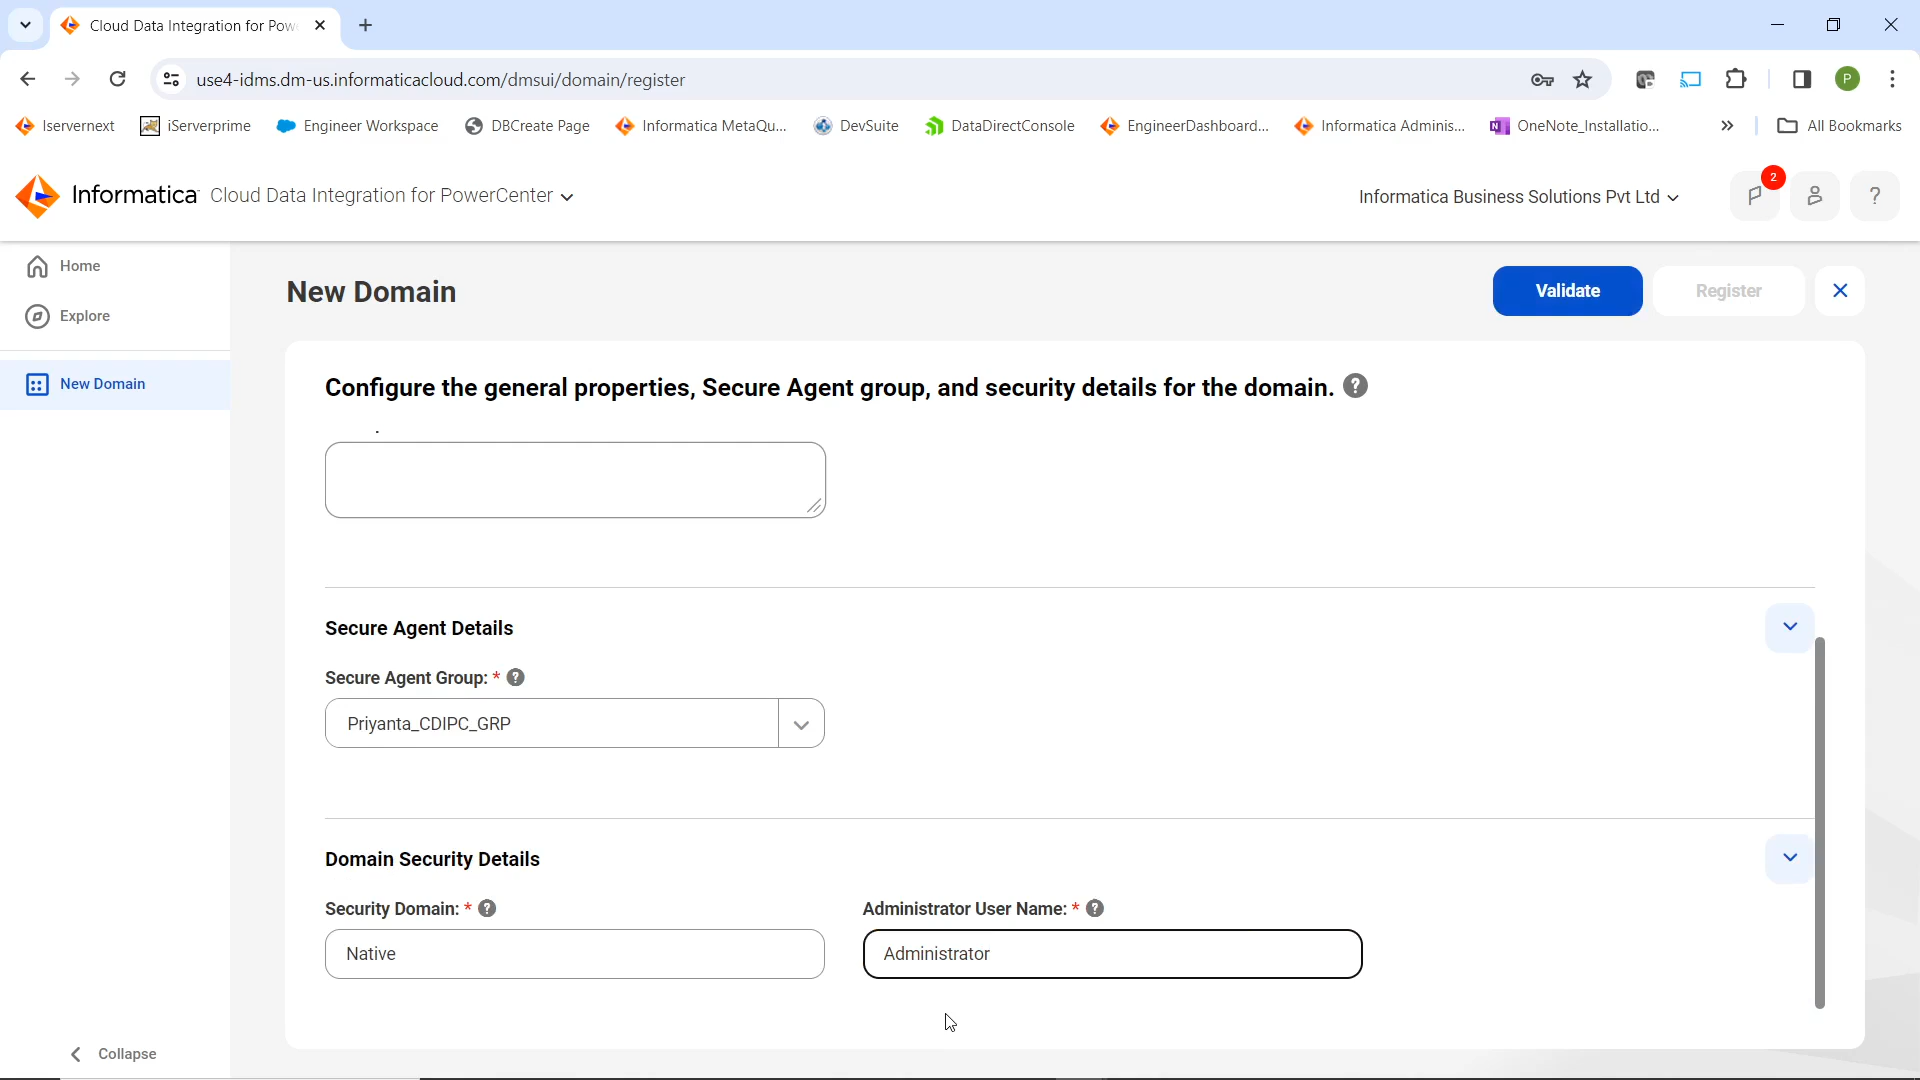 Cloud Data Integration for Pow
use4-idms.dm-us.informaticacloud.com/dmsui/domain/register
P
Iservernext
iServerprime
Engineer Workspace
DBCreate Page
Informatica MetaQu...
DevSuite
DataDirectConsole
EngineerDashboard...
Informatica Adminis...
OneNote_Installatio...
»
All Bookmarks
Informatica Cloud Data Integration for PowerCenter
Informatica Business Solutions Pvt Ltd
2
?
Home
Explore
New Domain
New Domain
Validate
Register
Configure the general properties, Secure Agent group, and security details for the domain. ?
Secure Agent Details
Secure Agent Group: * ?
Priyanta_CDIPC_GRP
Domain Security Details
Security Domain: * ?
Administrator User Name: * ?
Native
Administrator
Collapse